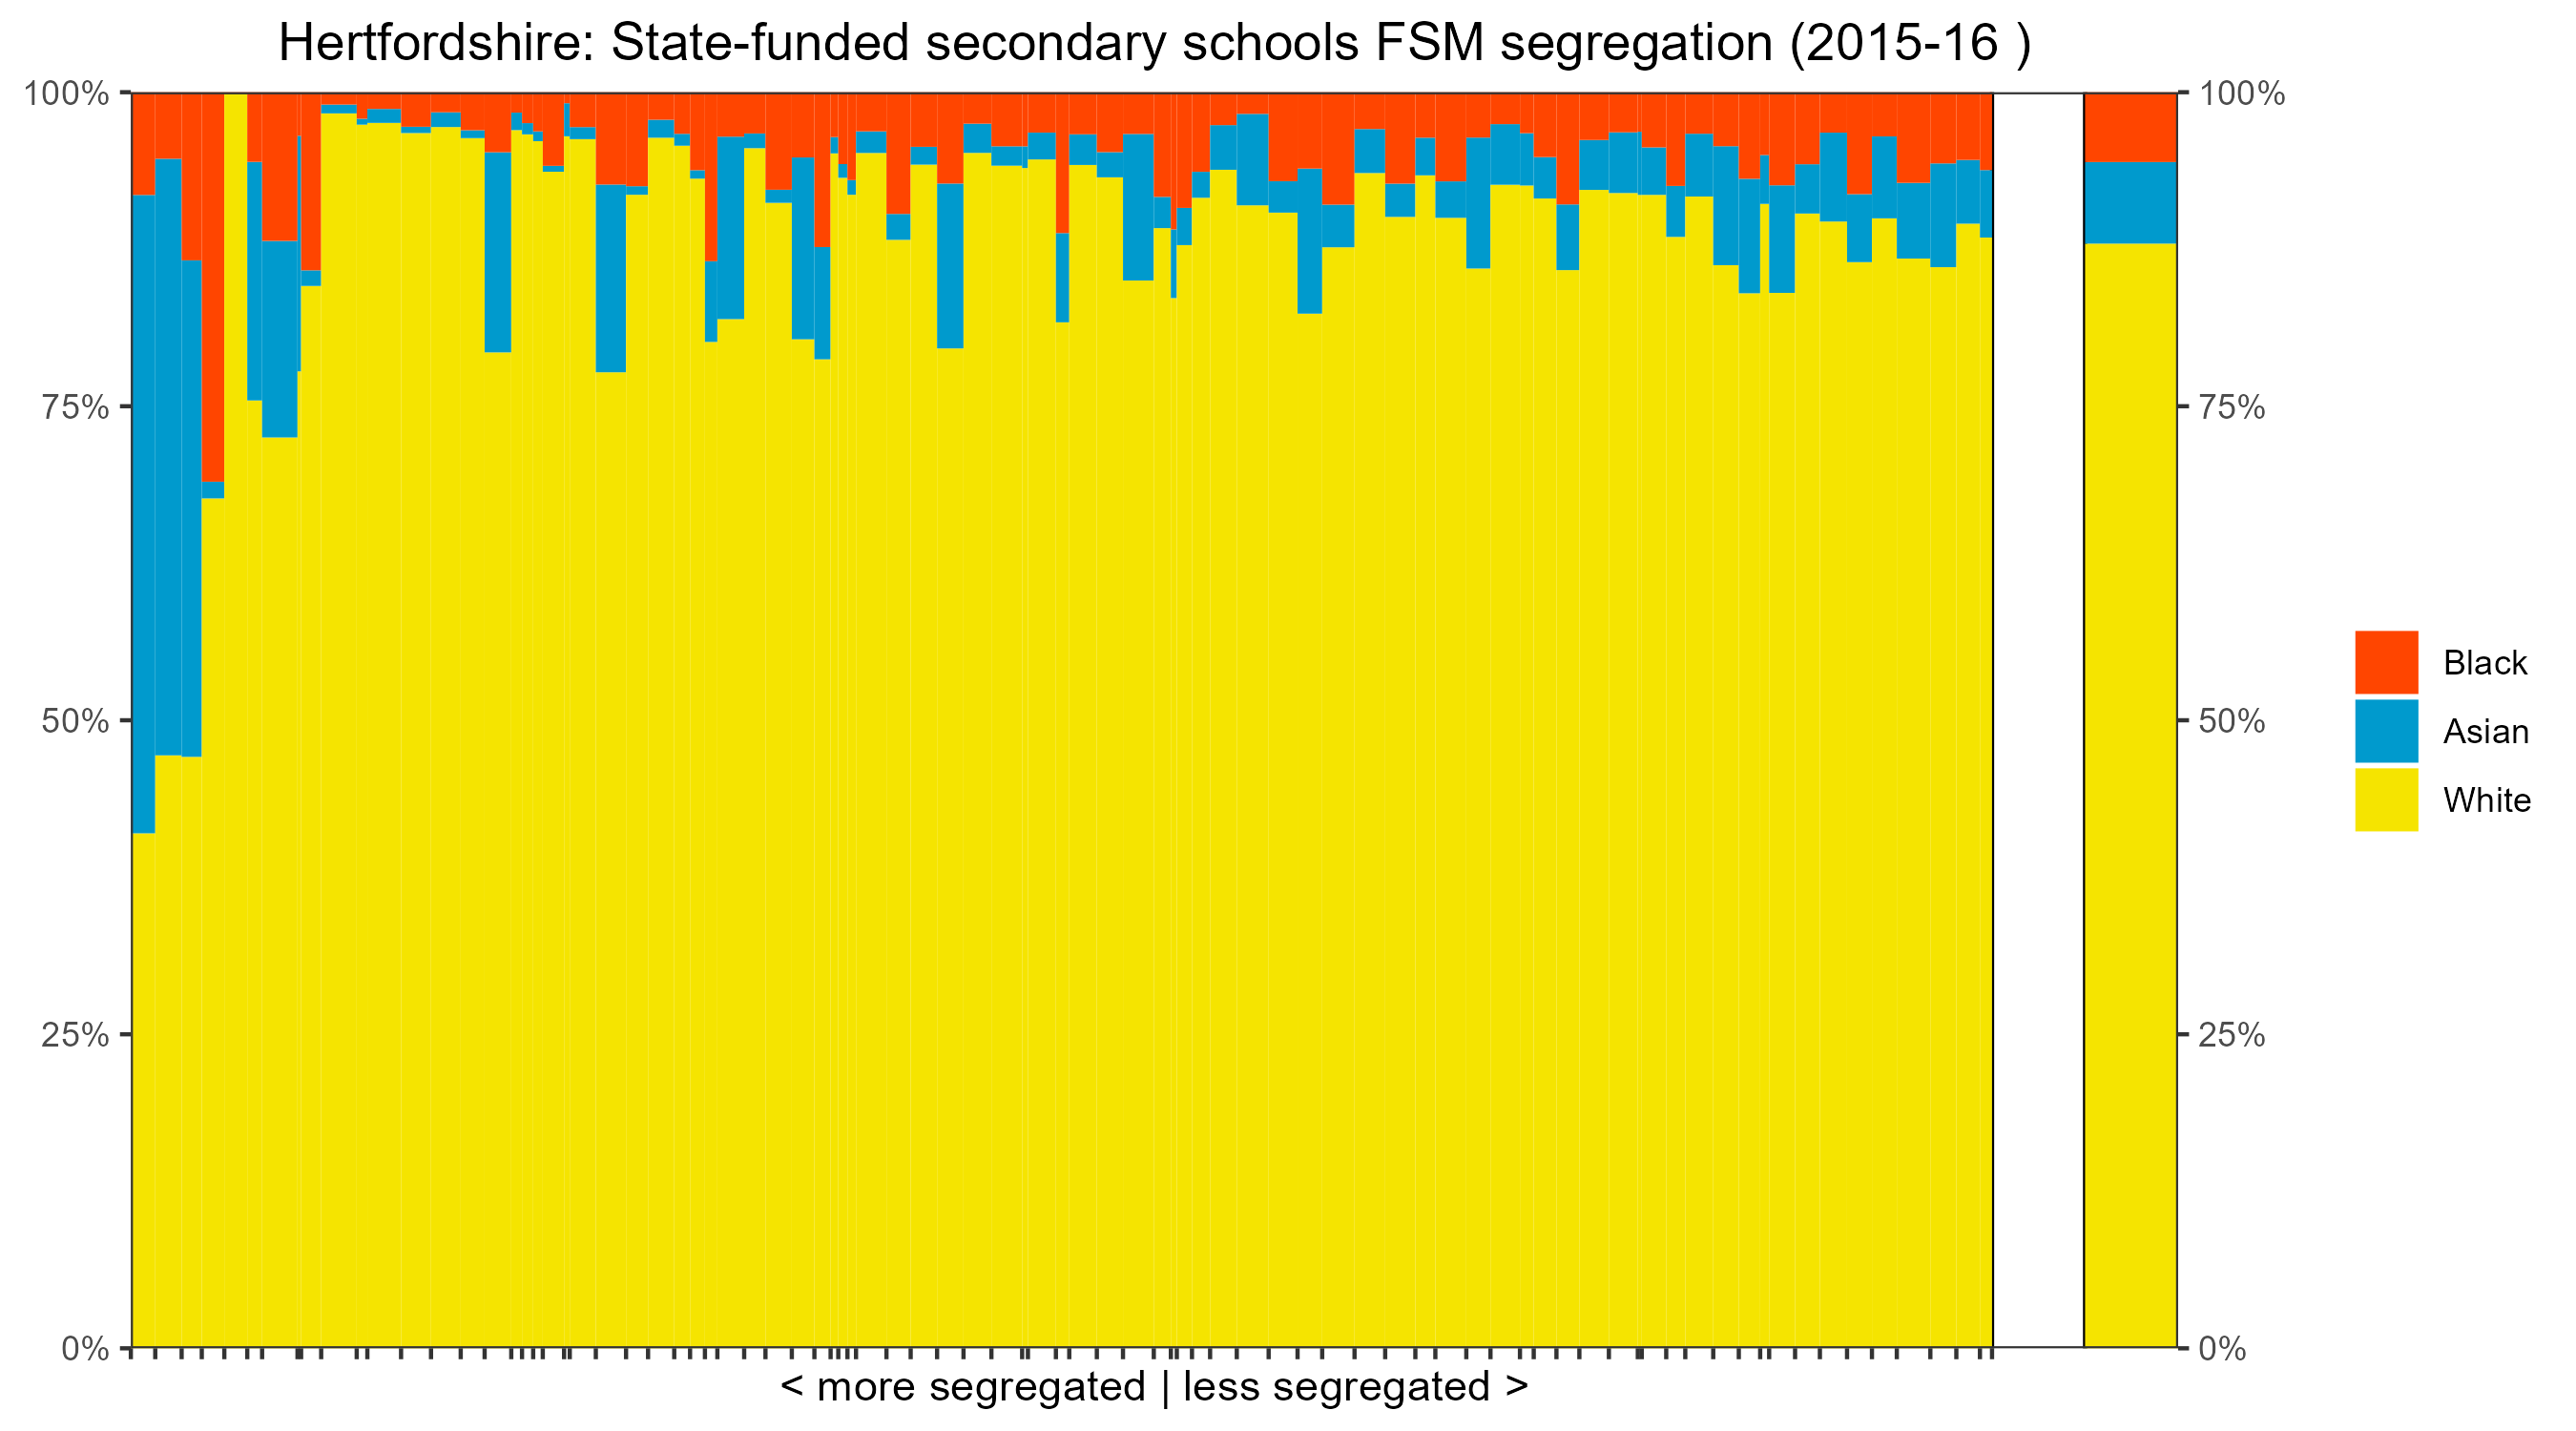 Hertfordshire: State-funded secondary schools FSM segregation (2015-16 )
100%
75%
50%
25%
0%
100%
75%
50%
25%
0%
Black
Asian
White
< more segregated | less segregated >